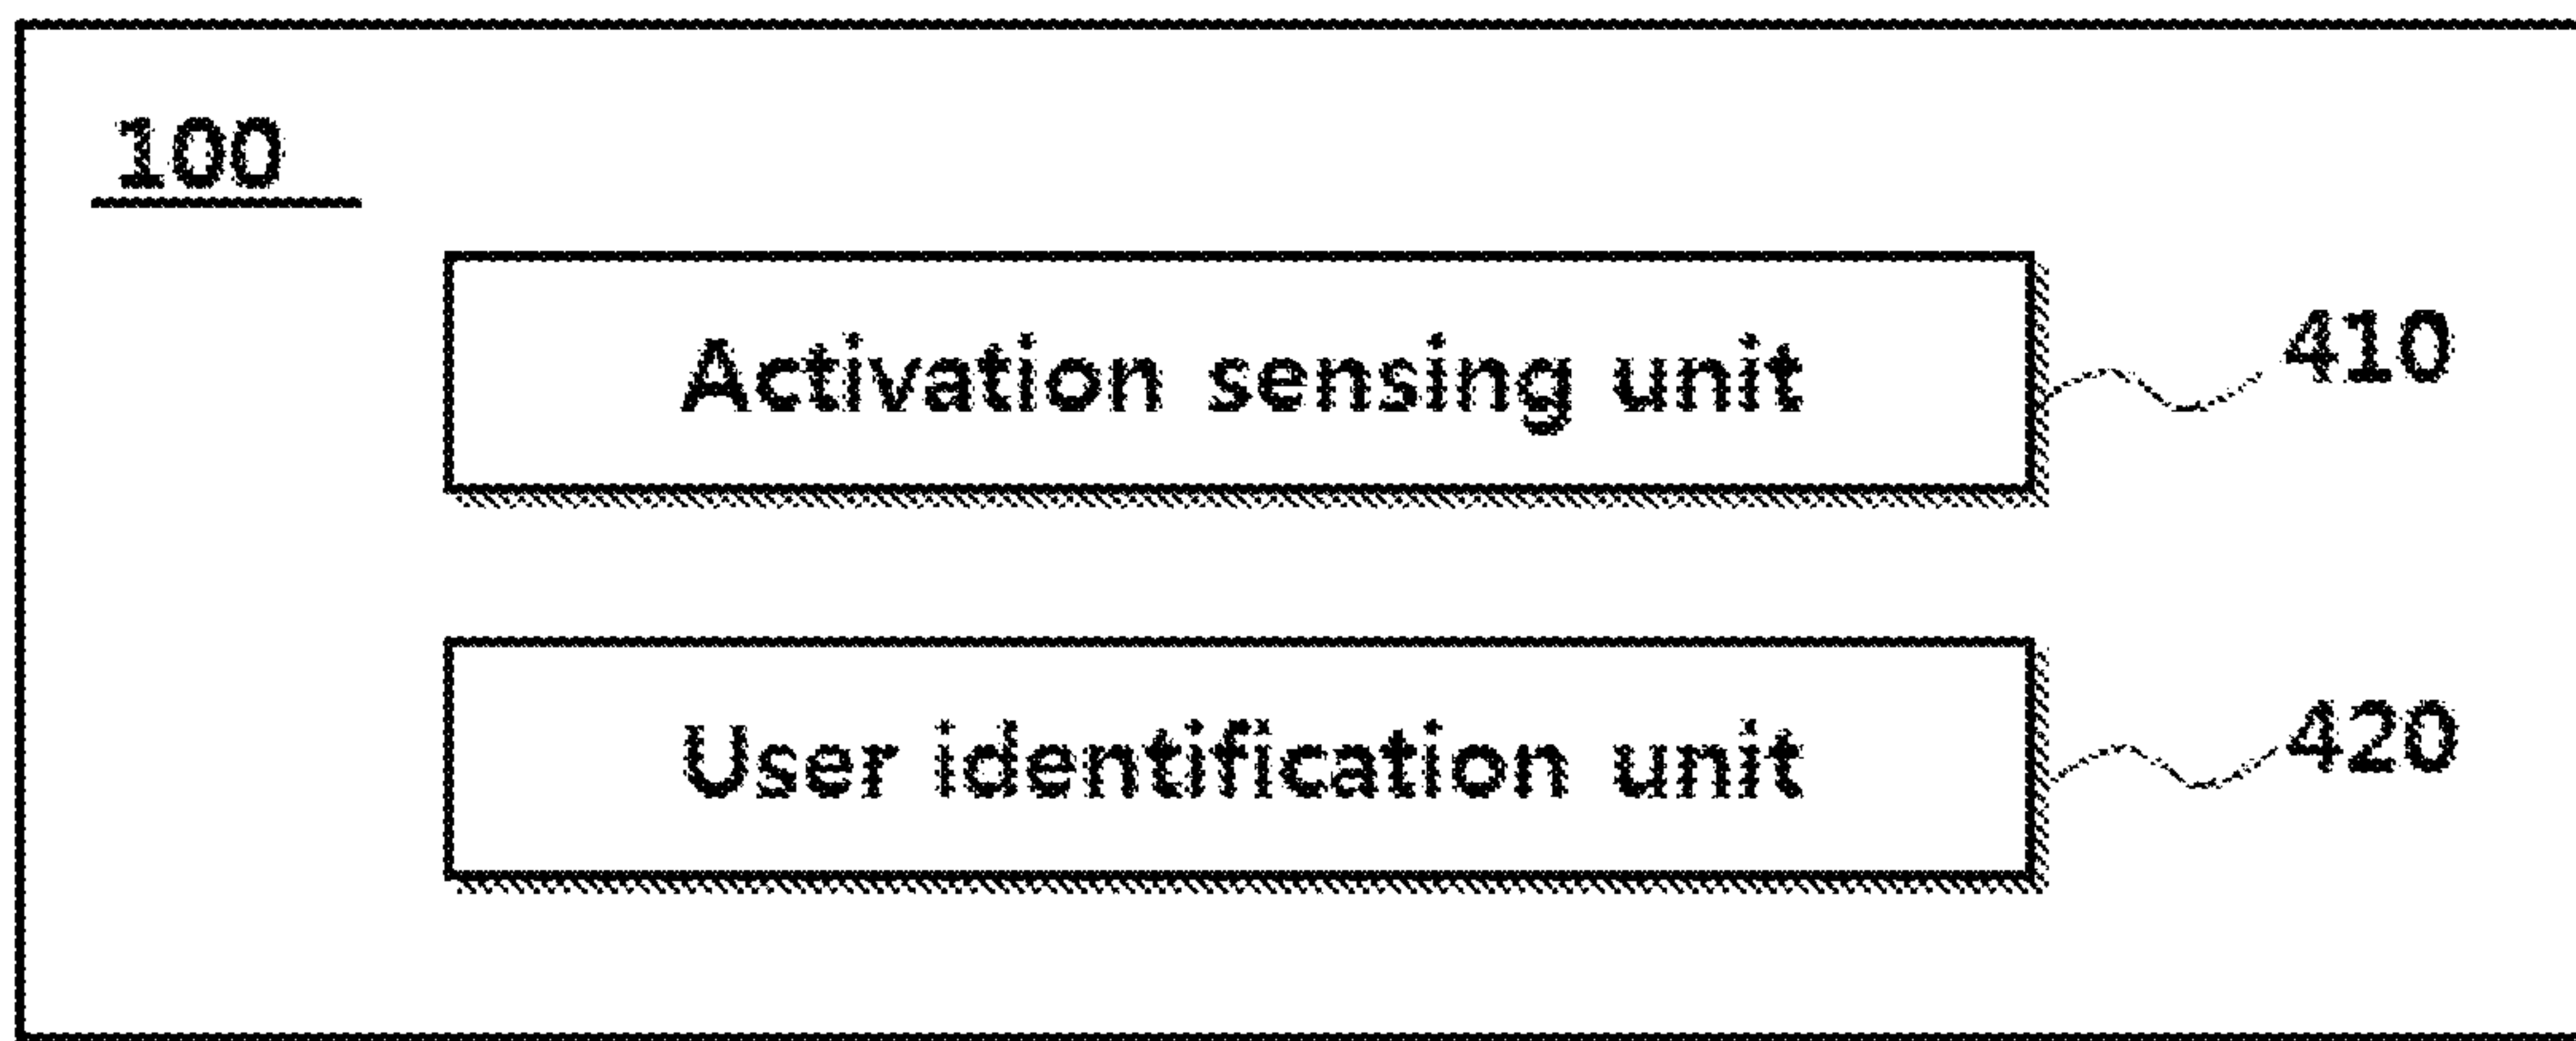 100
Activation sensing unit
410
User identification unit
420